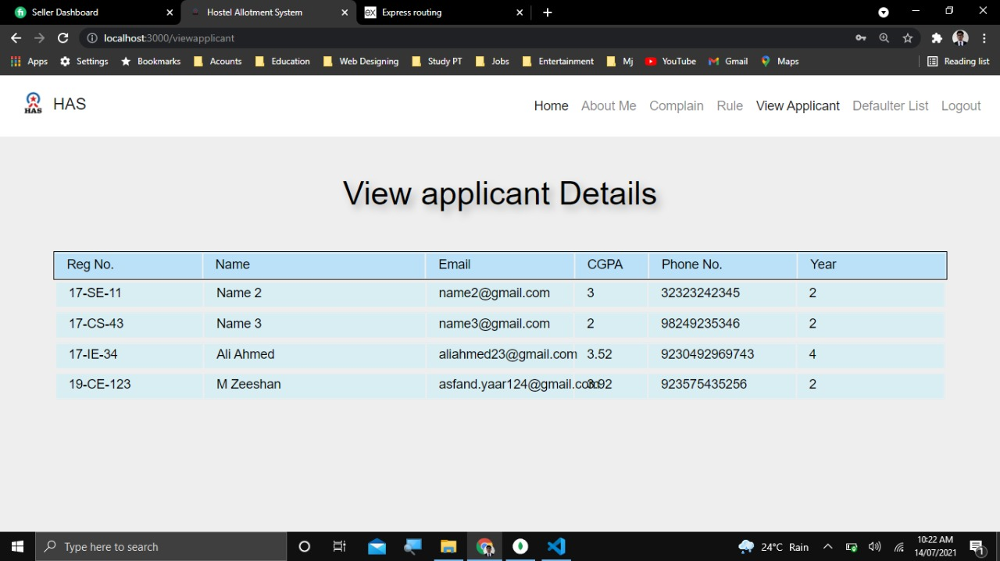 Seller Dashboard
Hostel Allotment System
ex Express routing
localhost:3000/viewapplicant
Apps Settings Bookmarks Acounts Education Web Designing Study PT Jobs Entertainment Mj YouTube Gmail Maps Reading list
HAS HAS Home About Me Complain Rule View Applicant Defaulter List Logout
View applicant Details
Reg No. Name Email CGPA Phone No. Year
17-SE-11 Name 2 name2@gmail.com 3 32323242345 2
17-CS-43 Name 3 name3@gmail.com 2 98249235346 2
17-IE-34 Ali Ahmed aliahmed23@gmail.com 3.52 9230492969743 4
19-CE-123 M Zeeshan asfand.yaar124@gmail.com 3.92 923575435256 2
Type here to search 24°C Rain 10:22 AM
14/07/2021 1